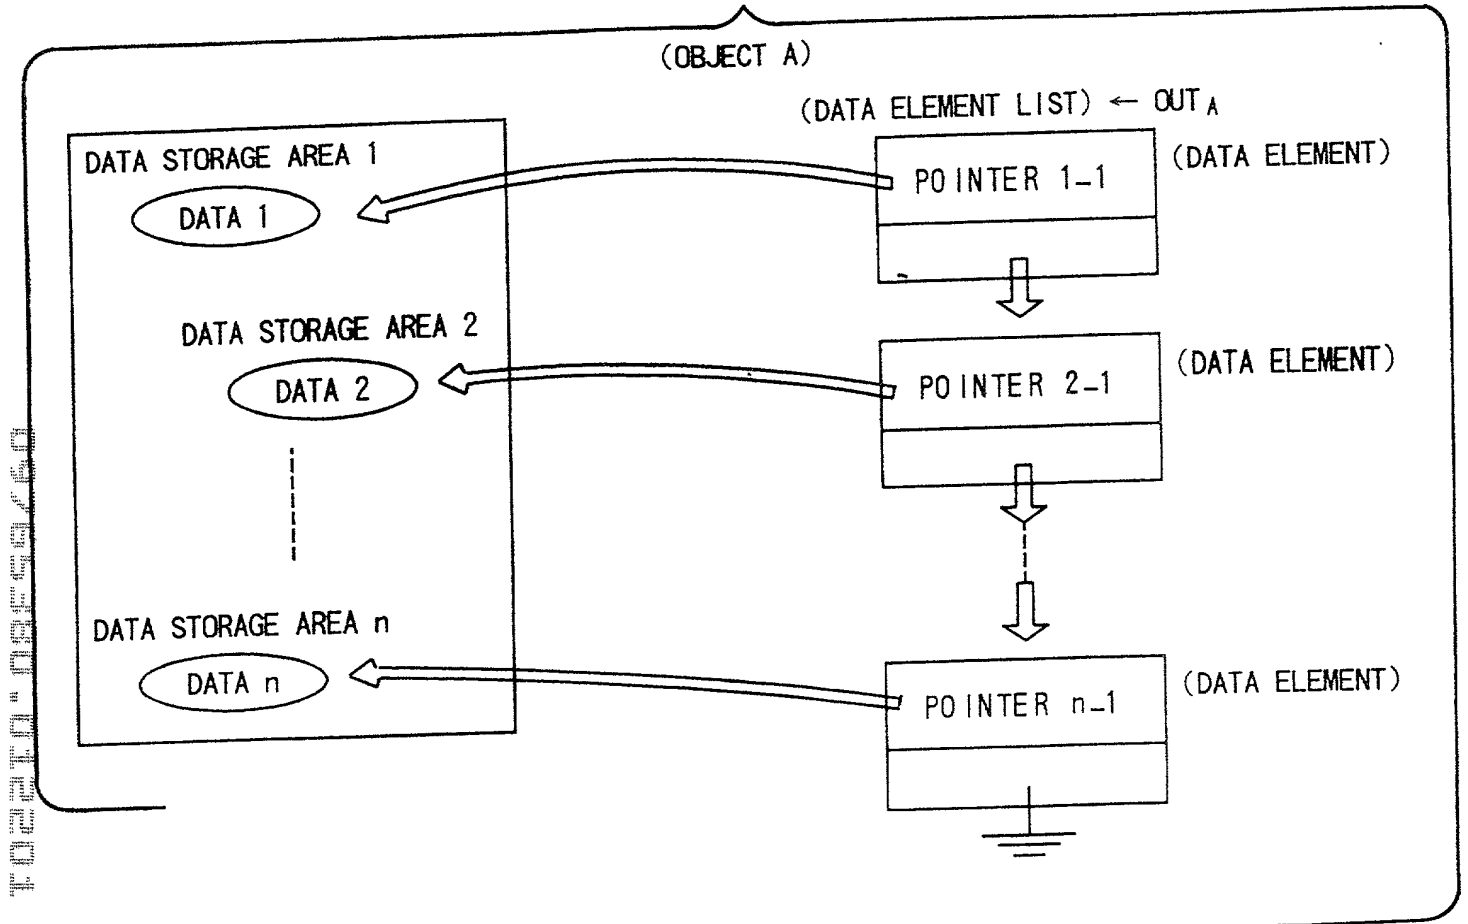 (OBJECT A)
(DATA ELEMENT LIST) ← OUT A
DATA STORAGE AREA 1
DATA 1
POINTER 1-1
(DATA ELEMENT)
DATA STORAGE AREA 2
DATA 2
POINTER 2-1
(DATA ELEMENT)
DATA STORAGE AREA n
DATA n
POINTER n-1
(DATA ELEMENT)